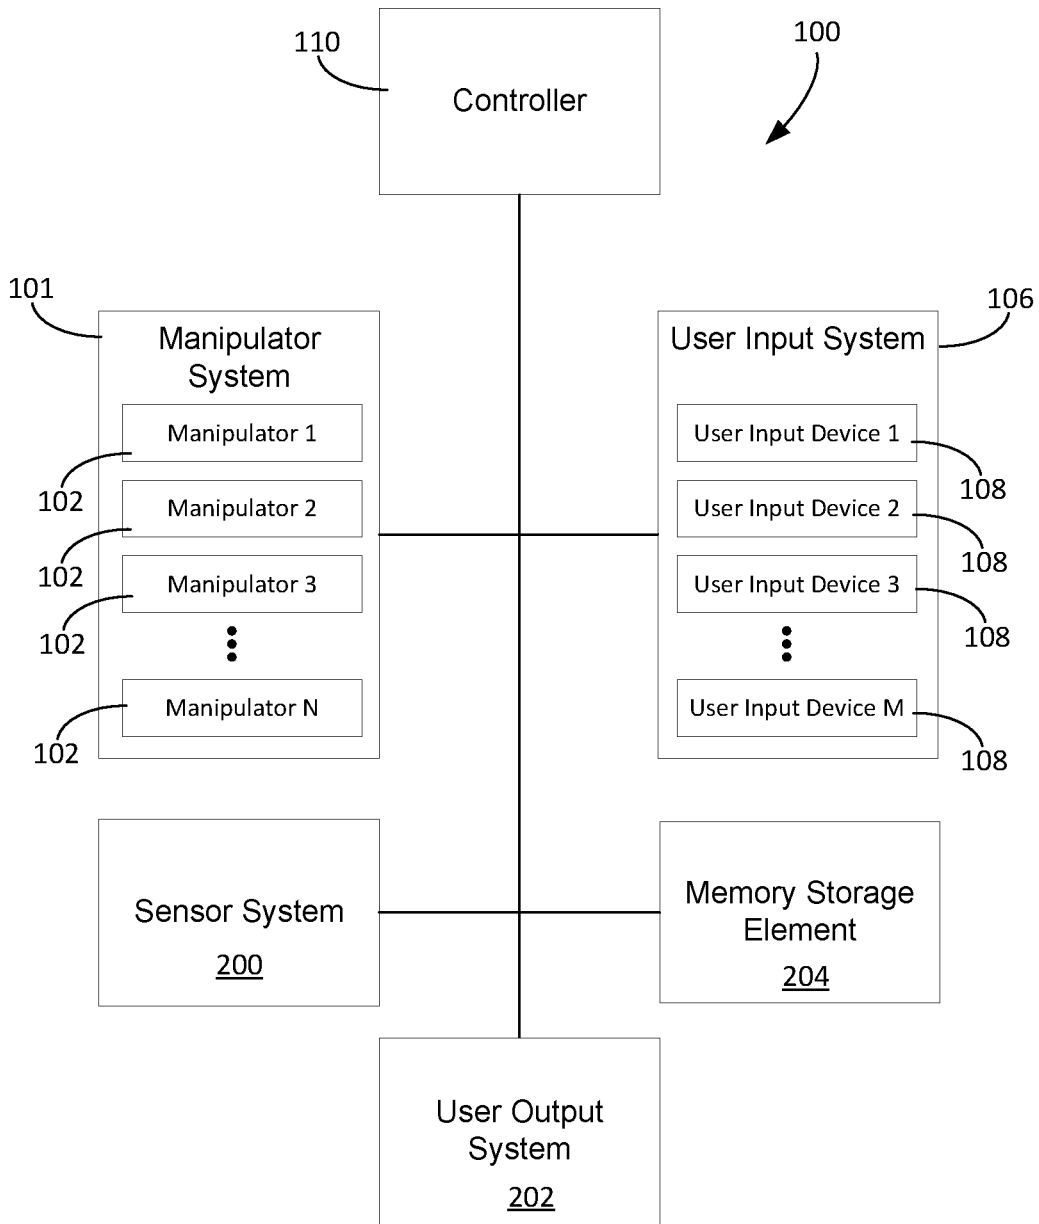 110
100
Controller
101
Manipulator
System
Manipulator 1
102
Manipulator 2
102
Manipulator 3
102
Manipulator N
102
106
User Input System
User Input Device 1
108
User Input Device 2
108
User Input Device 3
108
User Input Device M
108
Sensor System
200
Memory Storage
Element
204
User Output
System
202